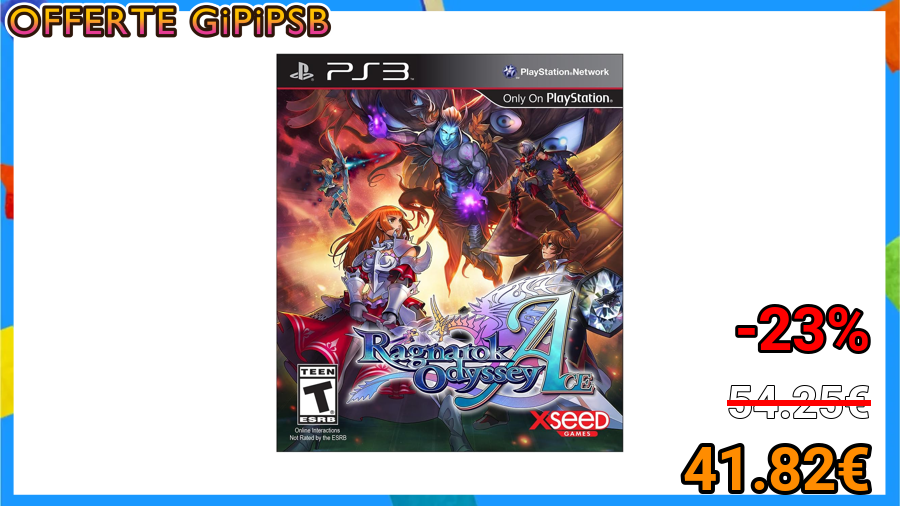 OFFERTE GiPiPSB
PS3
PlayStation®Network
Only On PlayStation®
Ragnarok
Odyssey ACE
TEEN
T
ESRB
Online Interactions
Not Rated by the ESRB
XSEED
GAMES
-23%
54.25€
41.82€